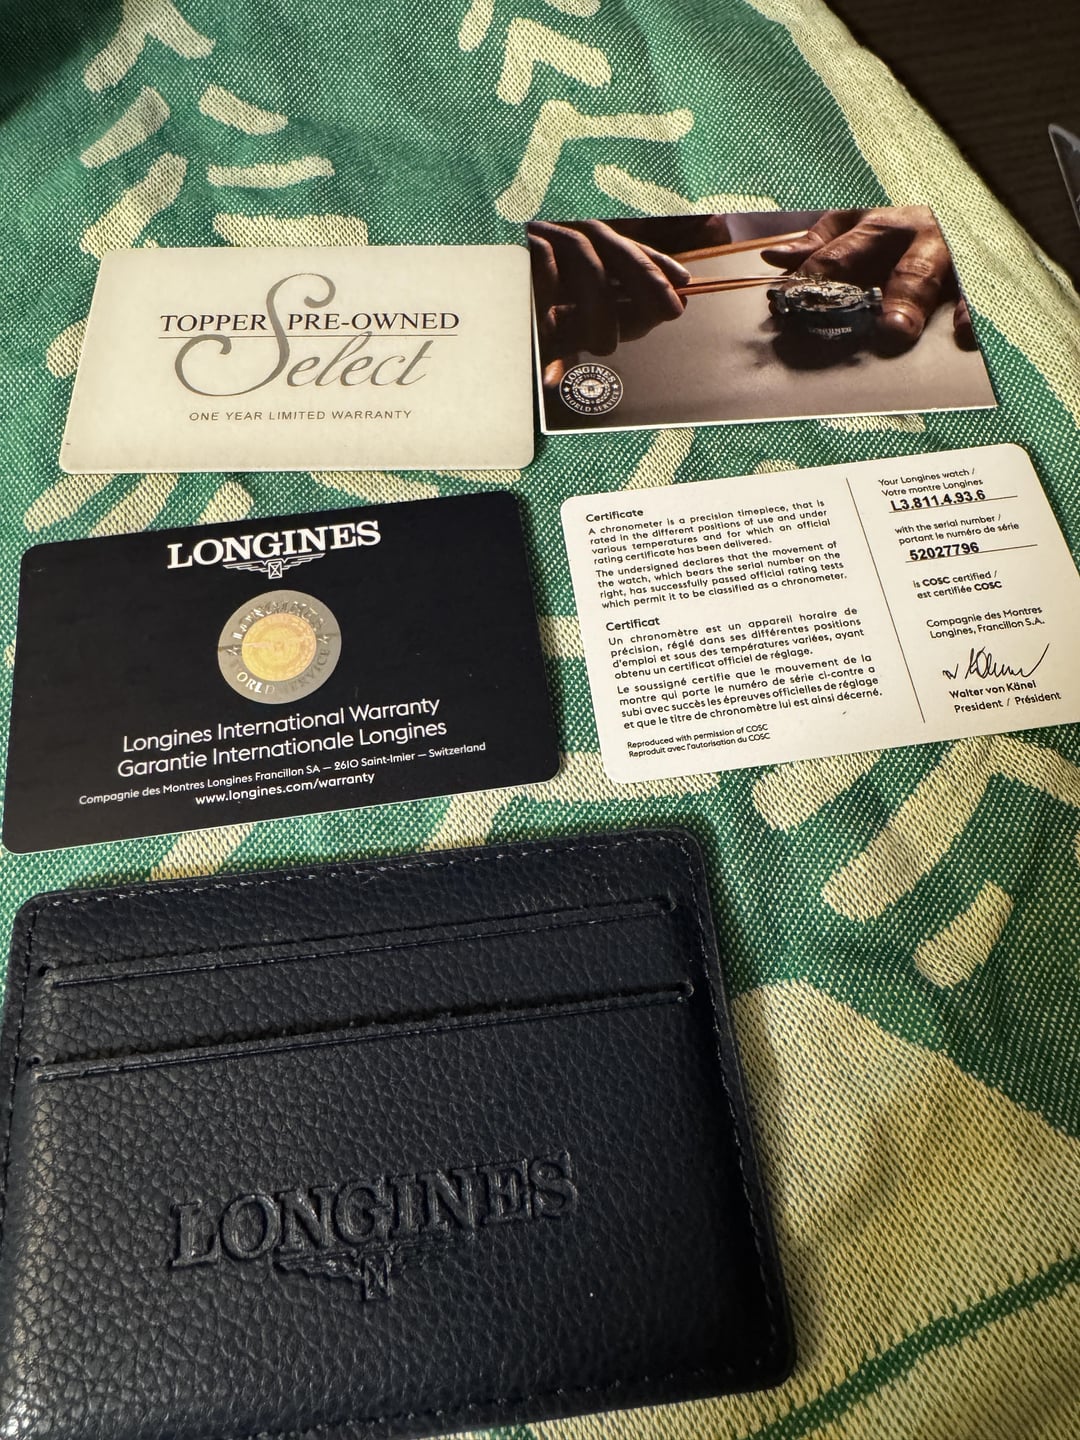 TOPPER PRE-OWNED
Select
ONE YEAR LIMITED WARRANTY
LONGINES
LONGINES
WORLD SERVICE
LONGINES
LONGINES
WORLD SERVICE
Longines International Warranty
Garantie Internationale Longines
Compagnie des Montres Longines Francillon SA – 2610 Saint-Imier – Switzerland
www.longines.com/warranty
Certificate
A chronometer is a precision timepiece, that is
rated in the different positions of use and under
various temperatures and for which an official
rating certificate has been delivered.
The undersigned declares that the movement of
the watch, which bears the serial number on the
right, has successfully passed official rating tests
which permit it to be classified as a chronometer.
Certificat
Un chronomètre est un appareil horaire de
précision, réglé dans ses différentes positions
d'emploi et sous des températures variées, ayant
obtenu un certificat officiel de réglage.
Le soussigné certifie que le mouvement de la
montre qui porte le numéro de série ci-contre a
subi avec succès les épreuves officielles de réglage
et que le titre de chronomètre lui est ainsi décerné.
Reproduced with permission of COSC
Reproduit avec l'autorisation du COSC
Your Longines watch /
Votre montre Longines
L3.811.4.93.6
with the serial number /
portant le numéro de série
52027796
is COSC certified /
est certifiée COSC
Compagnie des Montres
Longines, Francillon S.A.
Walter von Känel
President / Président
LONGINES